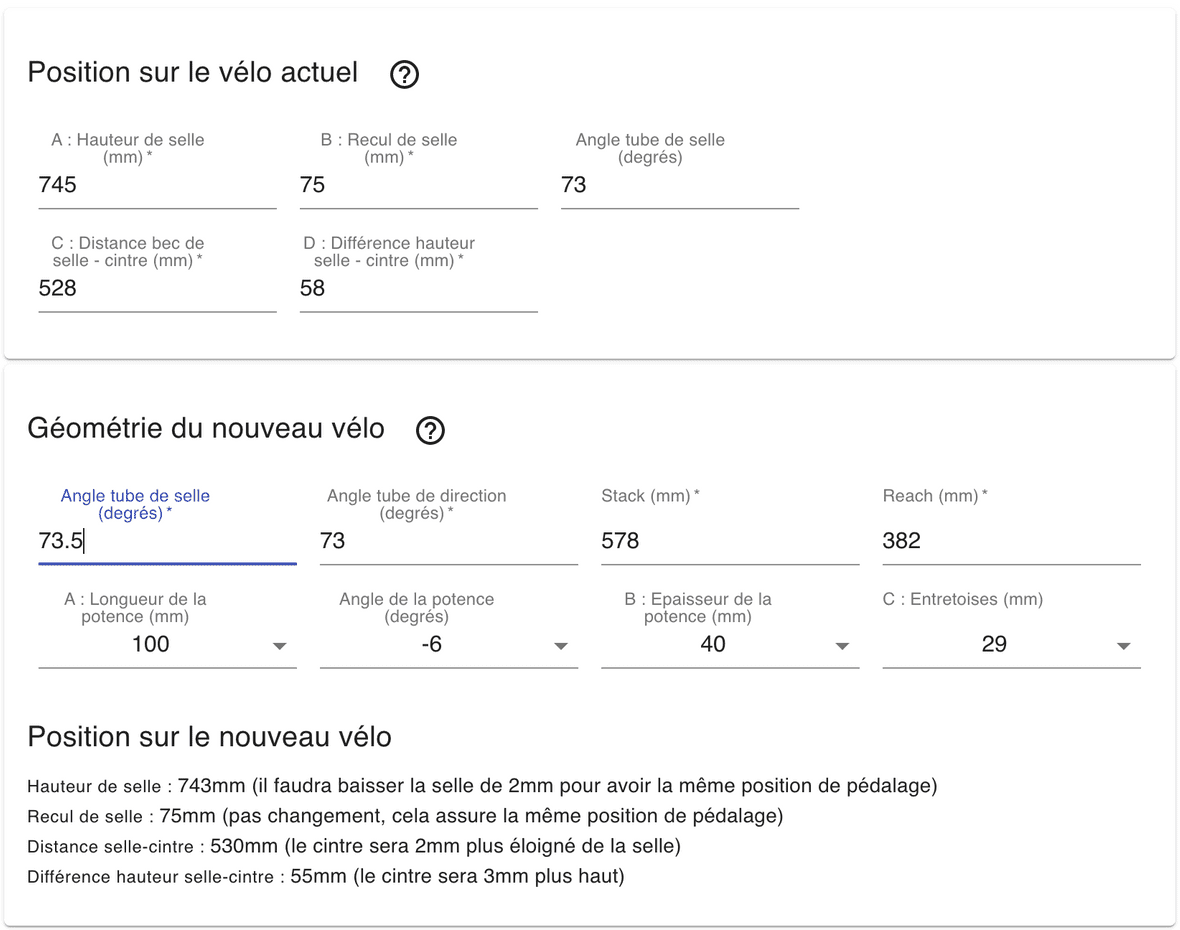 Position sur le vélo actuel ?
A : Hauteur de selle (mm) * B : Recul de selle (mm) * Angle tube de selle (degrés)
745 75 73
C : Distance bec de selle - cintre (mm) * D : Différence hauteur selle - cintre (mm) *
528 58
Géométrie du nouveau vélo ?
Angle tube de selle (degrés) * Angle tube de direction (degrés) * Stack (mm) * Reach (mm) *
73.5 73 578 382
A : Longueur de la potence (mm) Angle de la potence (degrés) B : Epaisseur de la potence (mm) C : Entretoises (mm)
100 -6 40 29
Position sur le nouveau vélo
Hauteur de selle : 743mm (il faudra baisser la selle de 2mm pour avoir la même position de pédalage)
Recul de selle : 75mm (pas changement, cela assure la même position de pédalage)
Distance selle-cintre : 530mm (le cintre sera 2mm plus éloigné de la selle)
Différence hauteur selle-cintre : 55mm (le cintre sera 3mm plus haut)